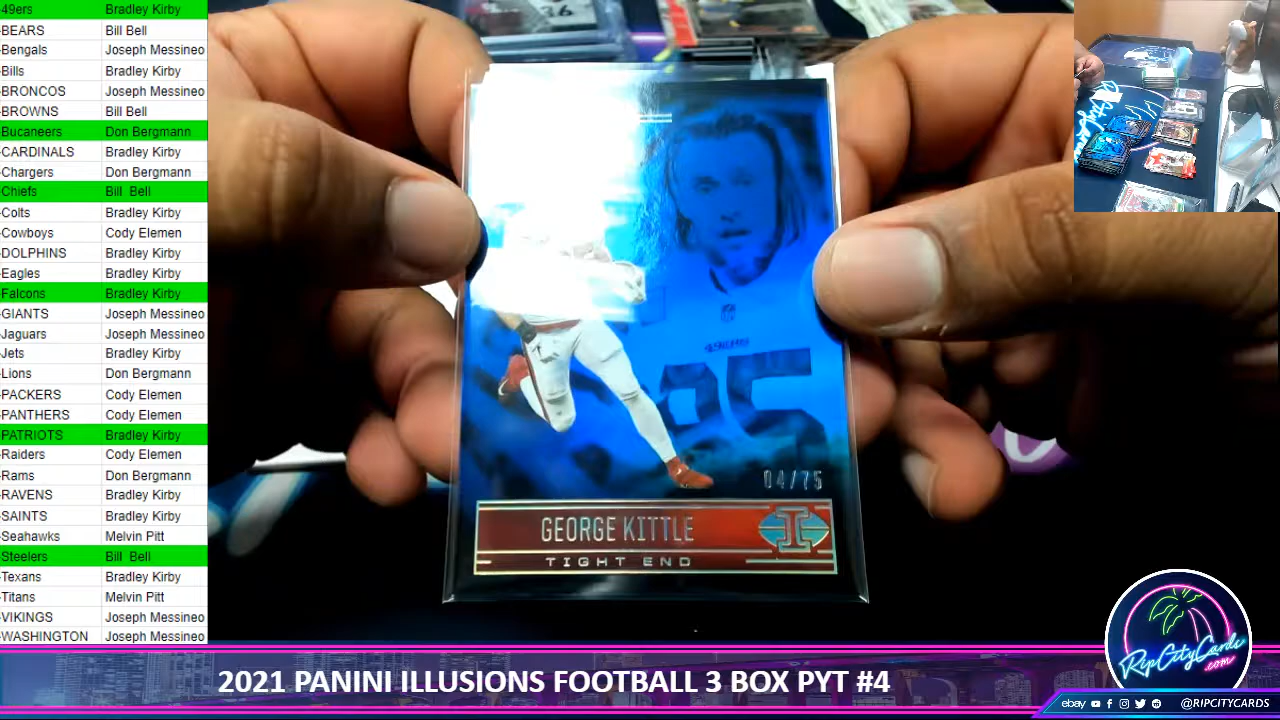 -49ers Bradley Kirby
-BEARS Bill Bell
-Bengals Joseph Messineo
-Bills Bradley Kirby
-BRONCOS Joseph Messineo
-BROWNS Bill Bell
-Bucaneers Don Bergmann
-CARDINALS Bradley Kirby
-Chargers Don Bergmann
-Chiefs Bill Bell
-Colts Bradley Kirby
-Cowboys Cody Elemen
-DOLPHINS Bradley Kirby
-Eagles Bradley Kirby
-Falcons Bradley Kirby
-GIANTS Joseph Messineo
-Jaguars Joseph Messineo
-Jets Bradley Kirby
-Lions Don Bergmann
-PACKERS Cody Elemen
-PANTHERS Cody Elemen
-PATRIOTS Bradley Kirby
-Raiders Cody Elemen
-Rams Don Bergmann
-RAVENS Bradley Kirby
-SAINTS Bradley Kirby
-Seahawks Melvin Pitt
-Steelers Bill Bell
-Texans Bradley Kirby
-Titans Melvin Pitt
-VIKINGS Joseph Messineo
-WASHINGTON Joseph Messineo
36
49ERS
85
04/75
GEORGE KITTLE
I
TIGHT END
RipCityCards
.com
2021 PANINI ILLUSIONS FOOTBALL 3 BOX PYT #4
ebay @RIPCITYCARDS